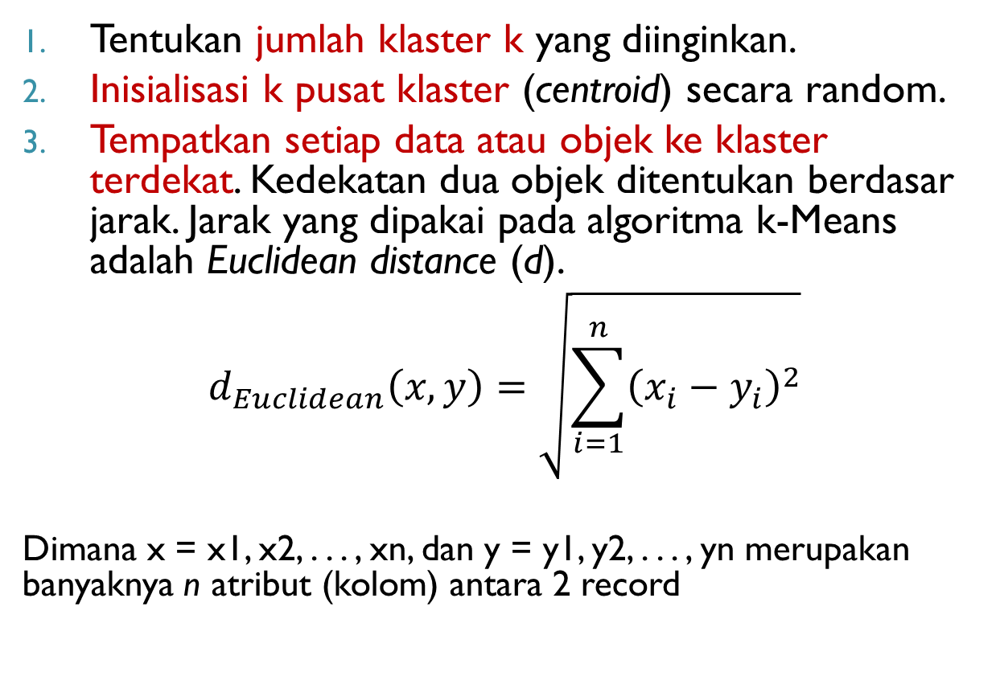 1. Tentukan jumlah klaster k yang diinginkan.
2. Inisialisasi k pusat klaster (centroid) secara random.
3. Tempatkan setiap data atau objek ke klaster
terdekat. Kedekatan dua objek ditentukan berdasar
jarak. Jarak yang dipakai pada algoritma k-Means
adalah Euclidean distance (d).
d_{Euclidean}(x, y) = \sqrt{\sum_{i=1}^{n} (x_i − y_i)^2}
Dimana x = x1, x2, . . . , xn, dan y = y1, y2, . . . , yn merupakan
banyaknya n atribut (kolom) antara 2 record